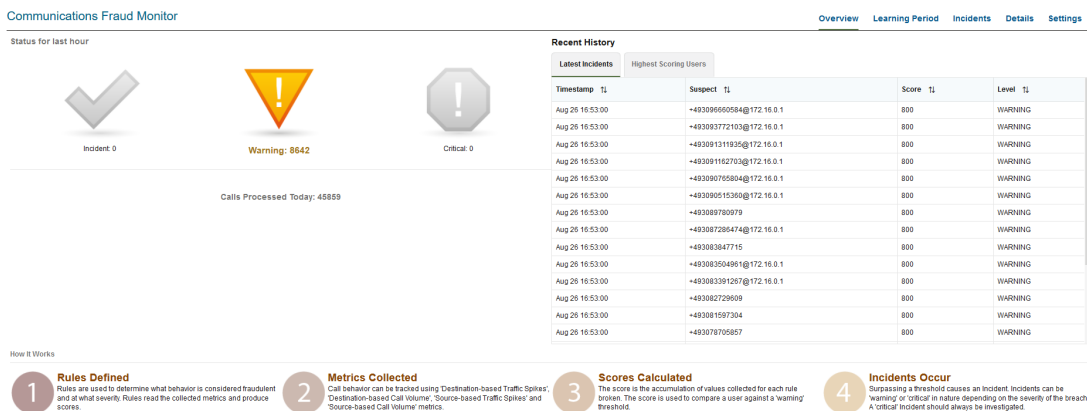 Communications Fraud Monitor
Overview Learning Period Incidents Details Settings
Status for last hour
Incident: 0
Warning: 8642
Critical: 0
Calls Processed Today: 45859
Recent History
Latest Incidents Highest Scoring Users
Timestamp Suspect Score Level
Aug 26 16:53:00 +493096660584@172.16.0.1 800 WARNING
Aug 26 16:53:00 +493093772103@172.16.0.1 800 WARNING
Aug 26 16:53:00 +493091311935@172.16.0.1 800 WARNING
Aug 26 16:53:00 +493091162703@172.16.0.1 800 WARNING
Aug 26 16:53:00 +493090765804@172.16.0.1 800 WARNING
Aug 26 16:53:00 +493090515360@172.16.0.1 800 WARNING
Aug 26 16:53:00 +493089780979 800 WARNING
Aug 26 16:53:00 +493087286474@172.16.0.1 800 WARNING
Aug 26 16:53:00 +493083847715 800 WARNING
Aug 26 16:53:00 +493083504961@172.16.0.1 800 WARNING
Aug 26 16:53:00 +493083391267@172.16.0.1 800 WARNING
Aug 26 16:53:00 +493082729609 800 WARNING
Aug 26 16:53:00 +493081597304 800 WARNING
Aug 26 16:53:00 +493078705857 800 WARNING
How It Works
1
Rules Defined
Rules are used to determine what behavior is considered fraudulent
and at what severity. Rules read the collected metrics and produce
scores.
2
Metrics Collected
Call behavior can be tracked using 'Destination-based Traffic Spikes',
'Destination-based Call Volume', 'Source-based Traffic Spikes' and
'Source-based Call Volume' metrics.
3
Scores Calculated
The score is the accumulation of values collected for each rule
broken. The score is used to compare a user against a 'warning'
threshold.
4
Incidents Occur
Surpassing a threshold causes an Incident. Incidents can be
'warning' or 'critical' in nature depending on the severity of the breach.
A 'critical' Incident should always be investigated.